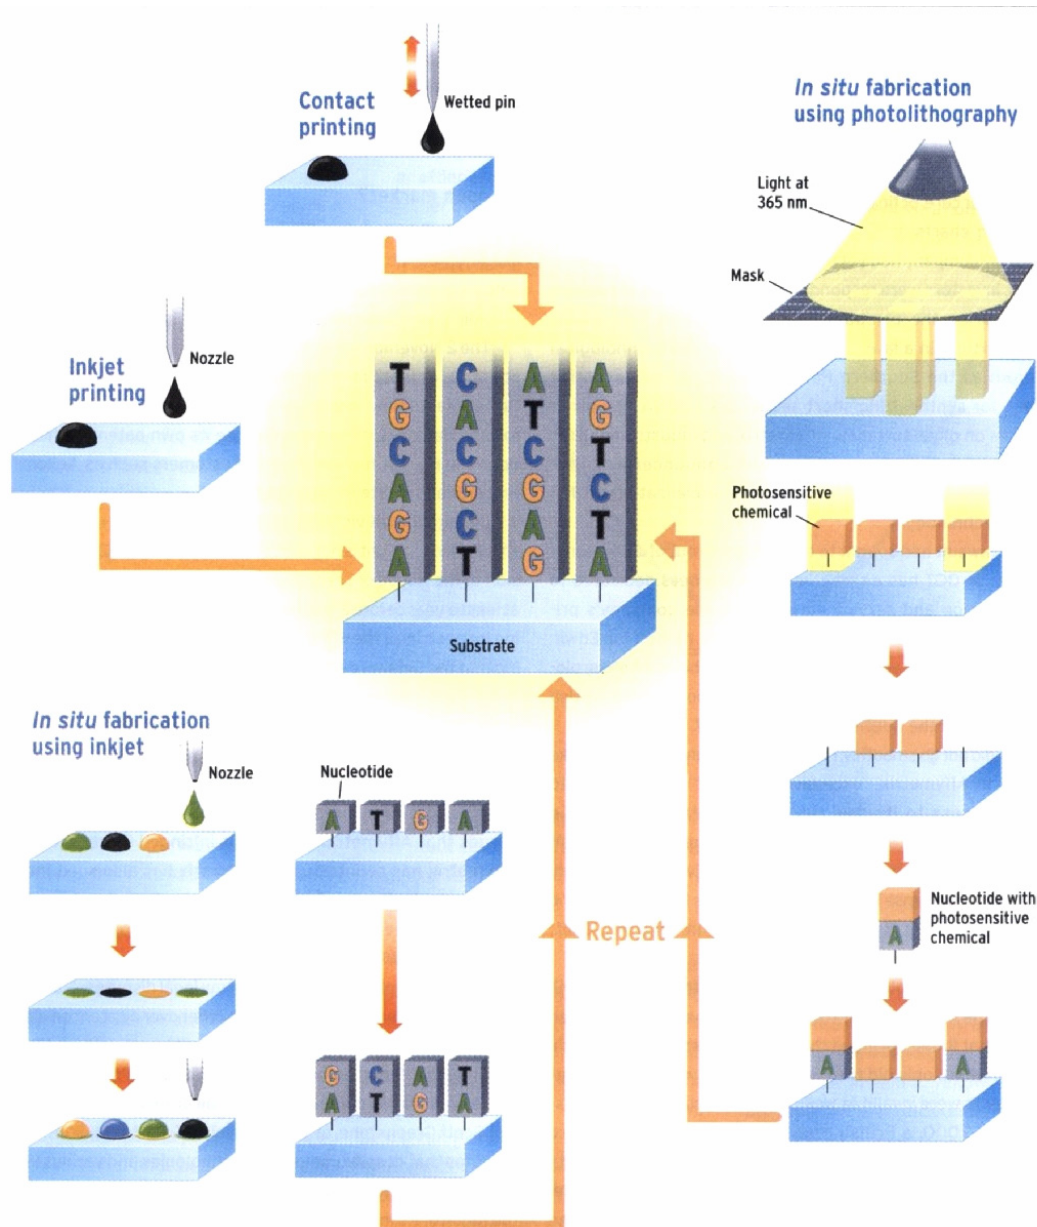 Contact
printing
Wetted pin
In situ fabrication
using photolithography
Light at
365 nm
Mask
Inkjet
printing
Nozzle
T C A A
G A T G
C C C T
A G G C
G C A T
A T G A
Substrate
Photosensitive
chemical
In situ fabrication
using inkjet
Nozzle
Nucleotide
A T G A
Repeat
Nucleotide with
photosensitive
chemical
A
G C A T
A T G A
A A